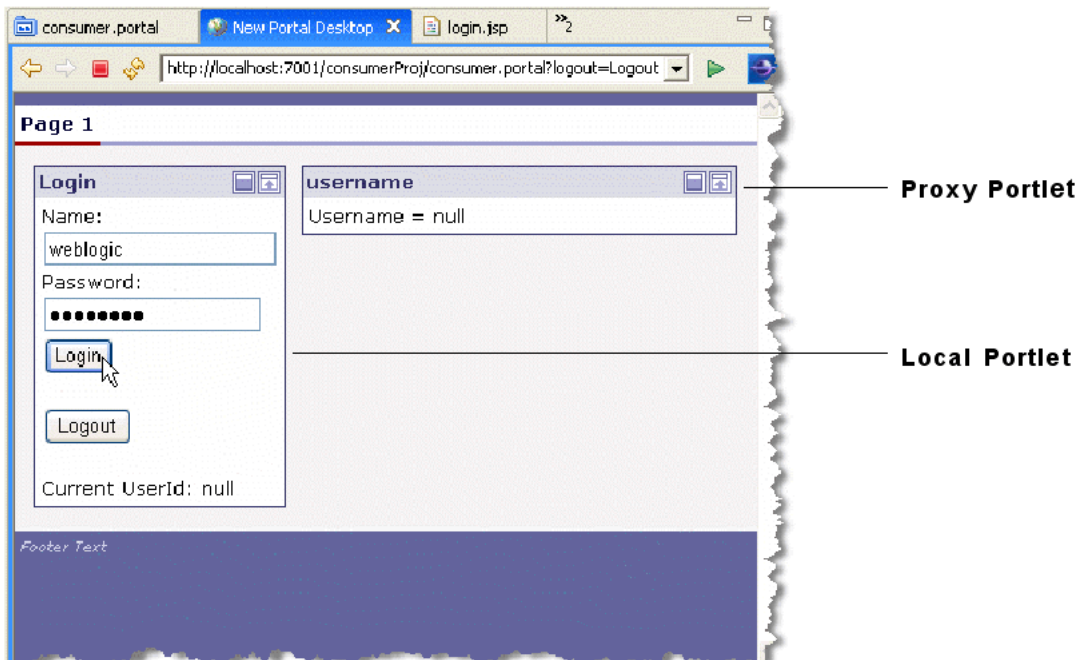 consumer.portal
New Portal Desktop
login.jsp
»2
http://localhost:7001/consumerProj/consumer.portal?logout=Logout
Page 1
Login
username
Proxy Portlet
Name:
Username = null
weblogic
Password:
Login
Local Portlet
Logout
Current UserId: null
Footer Text